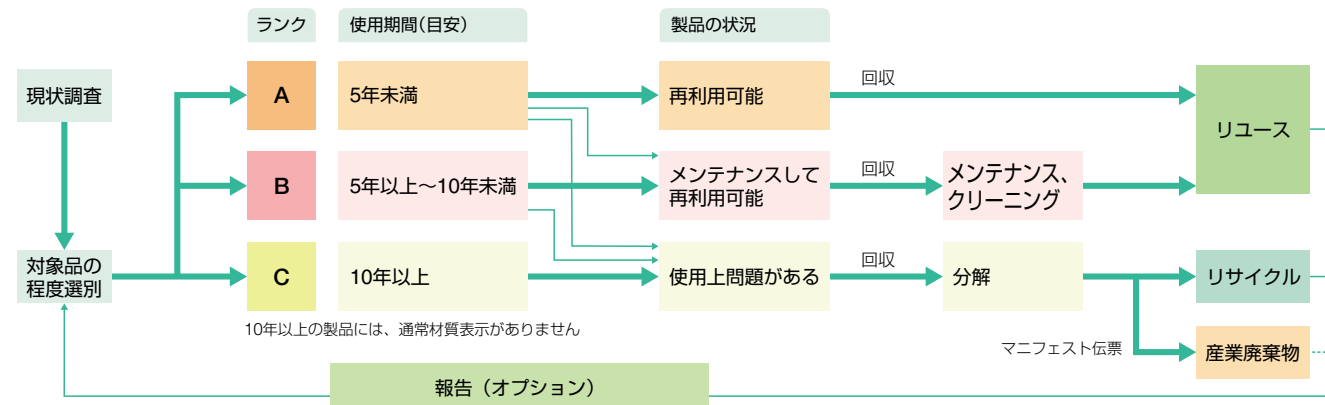 ランク
使用期間(目安)
製品の状況
現状調査
A
5年未満
再利用可能
回収
リユース
B
5年以上〜10年未満
メンテナンスして
再利用可能
回収
メンテナンス、
クリーニング
対象品の
程度選別
C
10年以上
使用上問題がある
回収
分解
リサイクル
10年以上の製品には、通常材質表示がありません
マニフェスト伝票
産業廃棄物
報告（オプション）